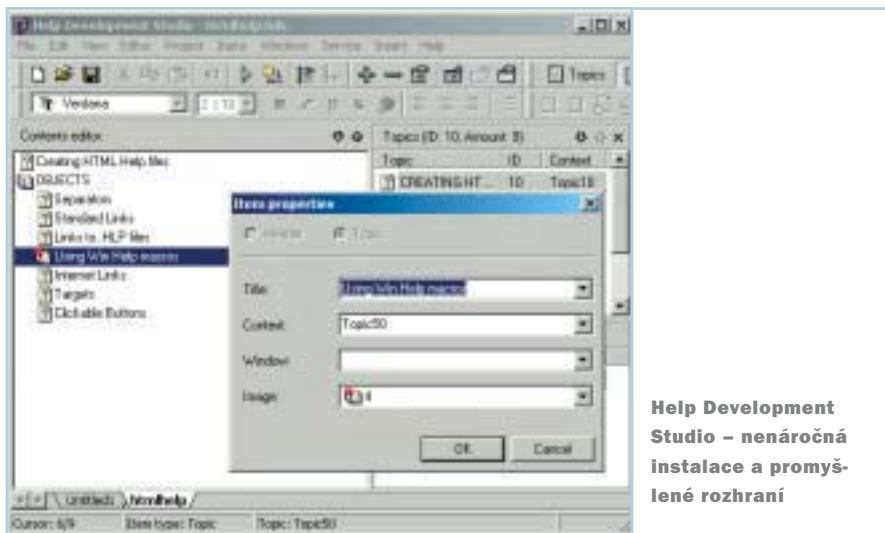 Help Development Studio - htmlhelp.hds
File Edit View Editor Project Data Windows Service Insert Help
Topics
Verdana
Contents editor
Topics (ID: 10, Amount: 8)
Creating HTML Help files
OBJECTS
Separators
Standard Links
Links to .HLP files
Using Win Help macros
Internet Links
Targets
Clickable Buttons
Topic ID Context
CREATING HT... 10 Topic10
Item properties
Title: Using Win Help macros
Context: Topic50
Window:
Image: 4
OK Cancel
Untitled1 htmlhelp
Cursor: 6/9 Item type: Topic Topic: Topic50
Help Development
Studio – nenáročná
instalace a promyš-
lené rozhraní